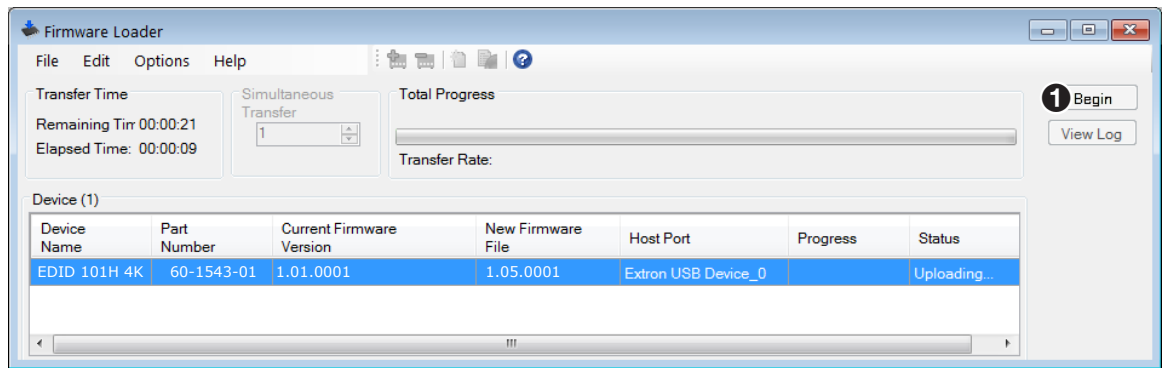 Firmware Loader
File Edit Options Help
Transfer Time
Remaining Tim 00:00:21
Elapsed Time: 00:00:09
Simultaneous
Transfer
1
Total Progress
Transfer Rate:
1 Begin
View Log
Device (1)
Device Name Part Number Current Firmware Version New Firmware File Host Port Progress Status
EDID 101H 4K 60-1543-01 1.01.0001 1.05.0001 Extron USB Device_0 Uploading...